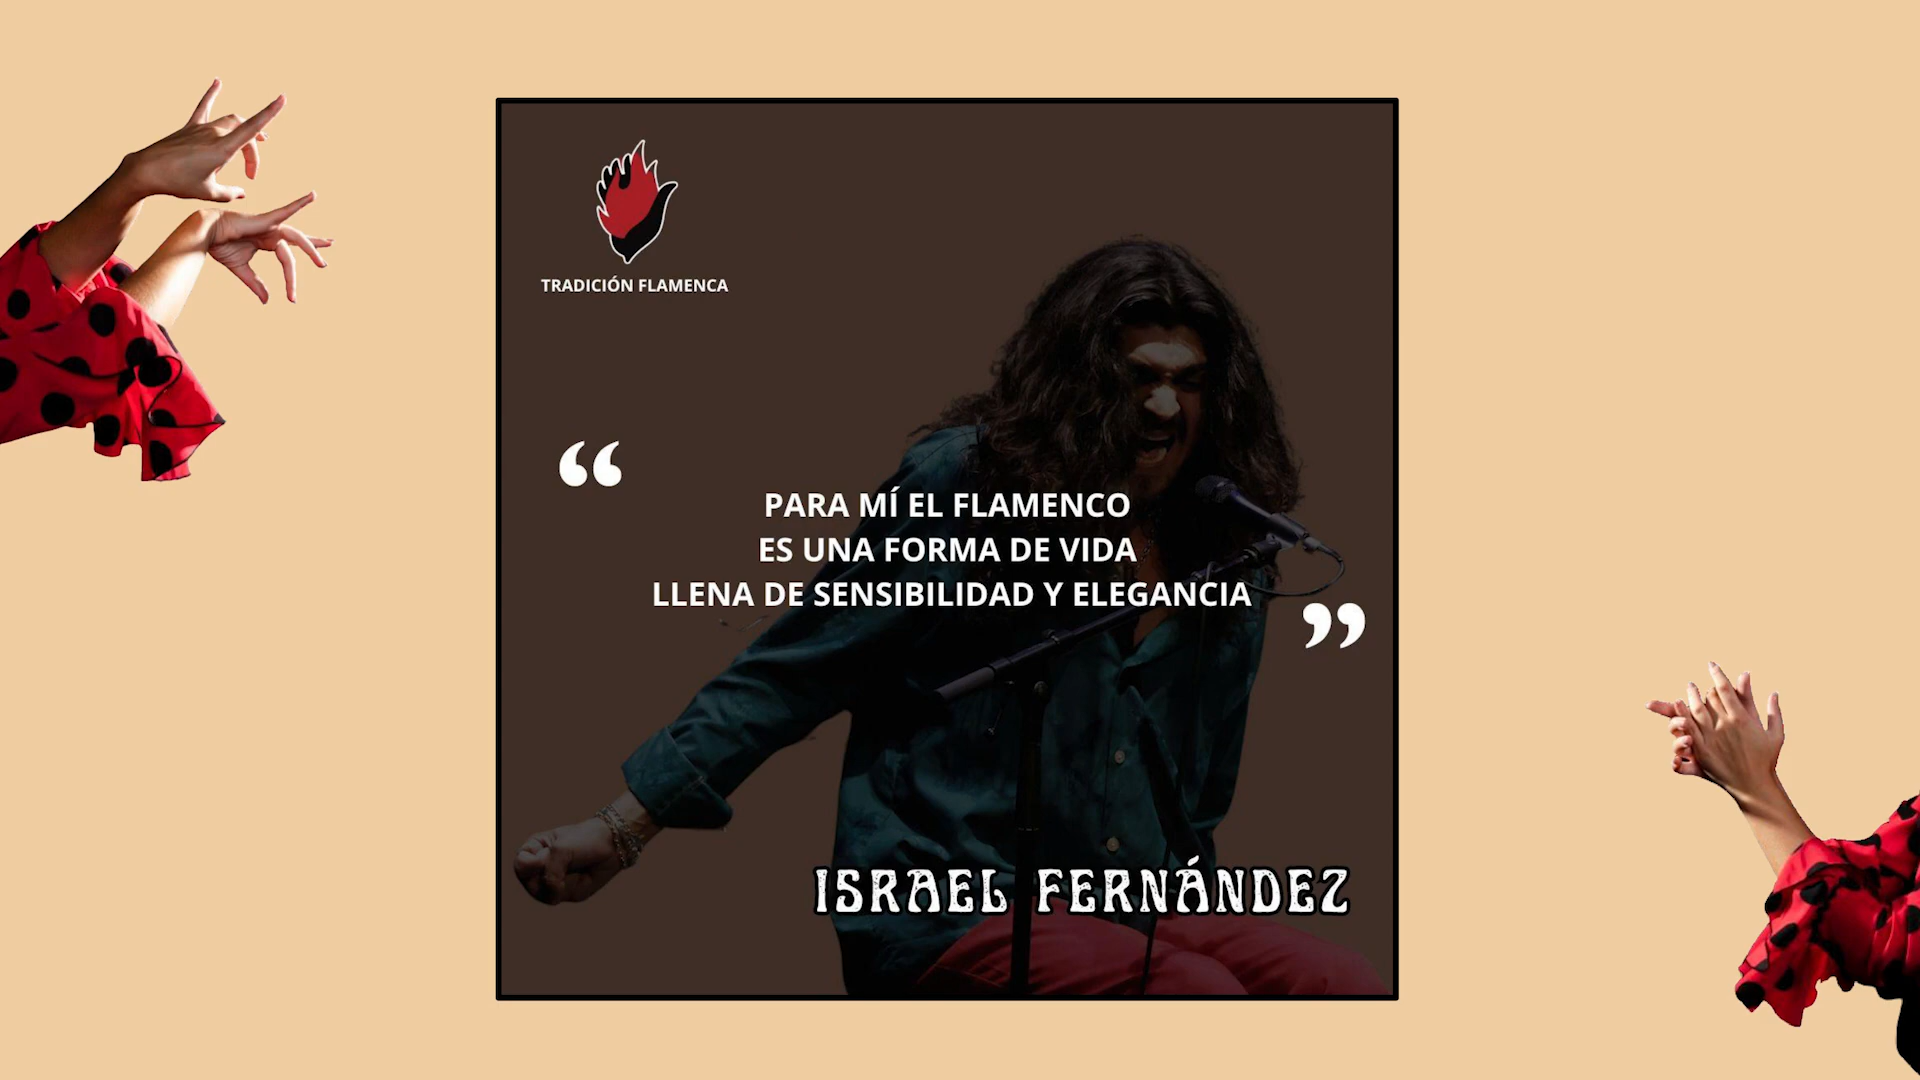 TRADICIÓN FLAMENCA
“
PARA MÍ EL FLAMENCO
ES UNA FORMA DE VIDA
LLENA DE SENSIBILIDAD Y ELEGANCIA
”
ISRAEL FERNÁNDEZ